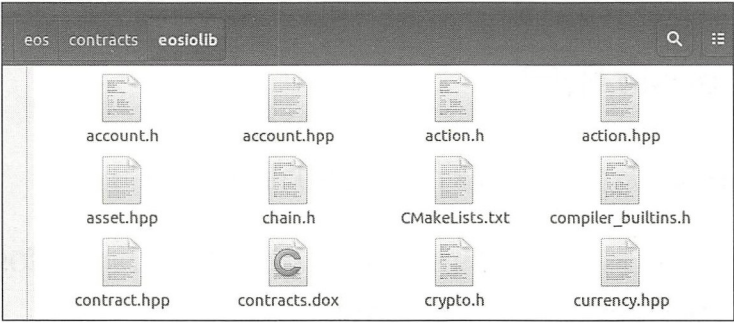 eos contracts eosiolib
account.h account.hpp action.h action.hpp
asset.hpp chain.h CMakeLists.txt compiler_builtins.h
contract.hpp contracts.dox crypto.h currency.hpp